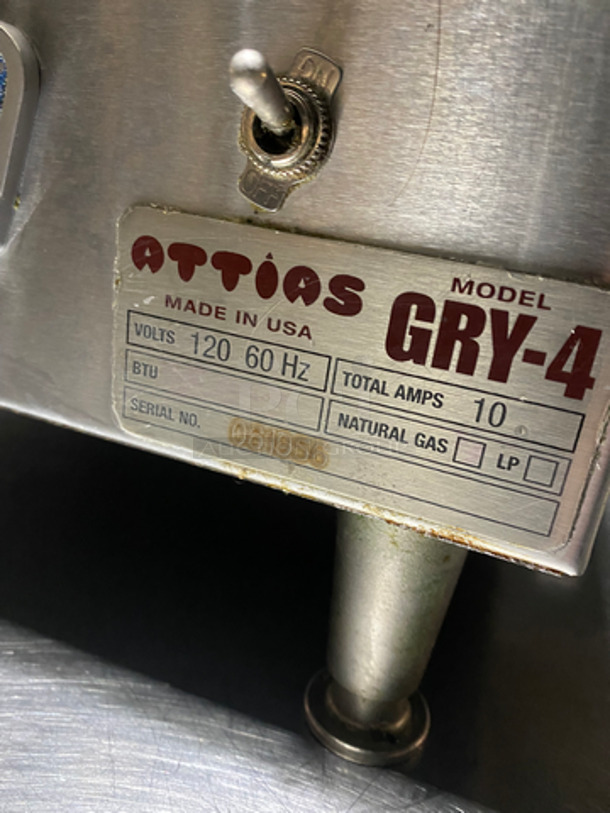 ON
OFF
ATTIAS
MADE IN USA
MODEL
GRY-4
VOLTS 120 60 Hz
TOTAL AMPS 10
BTU
NATURAL GAS LP
SERIAL NO.